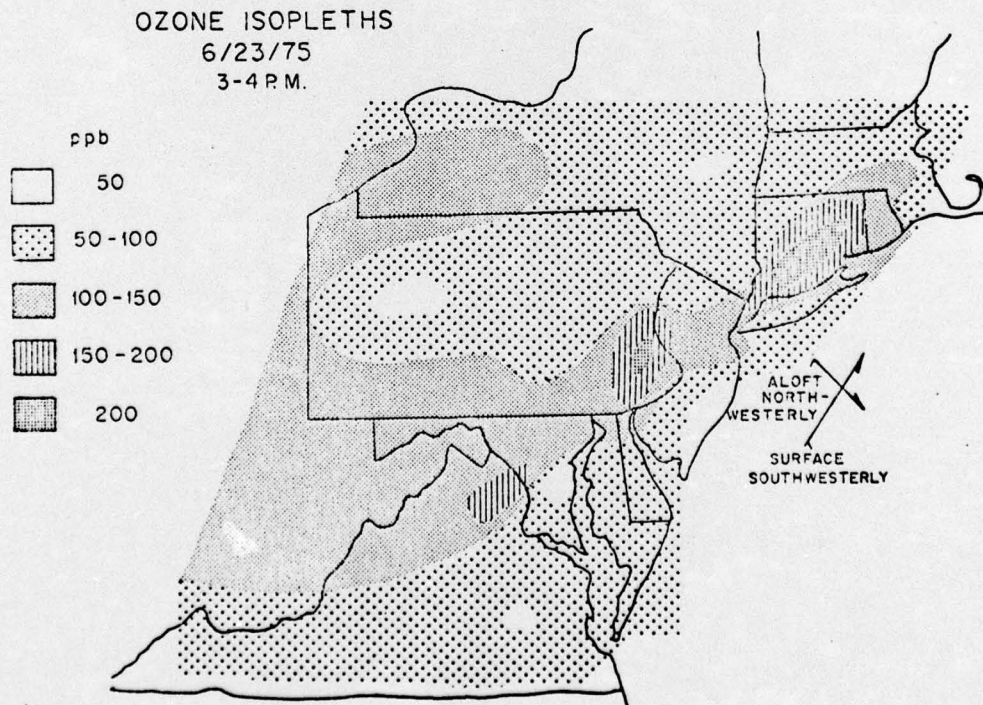 OZONE ISOPLETHS
6/23/75
3-4 P.M.
ppb
50
50-100
100-150
150-200
200
ALOFT
NORTH-
WESTERLY
SURFACE
SOUTHWESTERLY